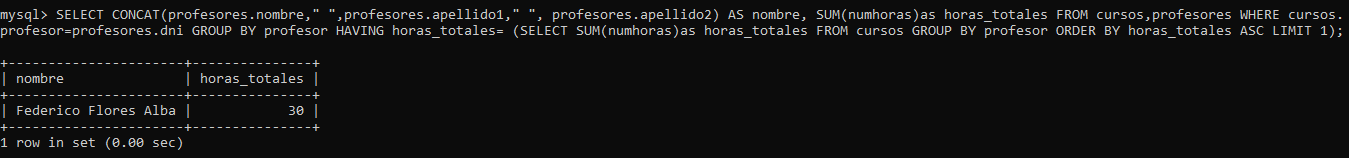 mysql> SELECT CONCAT(profesores.nombre," ",profesores.apellido1," ", profesores.apellido2) AS nombre, SUM(numhoras)as horas_totales FROM cursos,profesores WHERE cursos.
profesor=profesores.dni GROUP BY profesor HAVING horas_totales= (SELECT SUM(numhoras)as horas_totales FROM cursos GROUP BY profesor ORDER BY horas_totales ASC LIMIT 1);
+----------------------+---------------+
| nombre               | horas_totales |
+----------------------+---------------+
| Federico Flores Alba |            30 |
+----------------------+---------------+
1 row in set (0.00 sec)